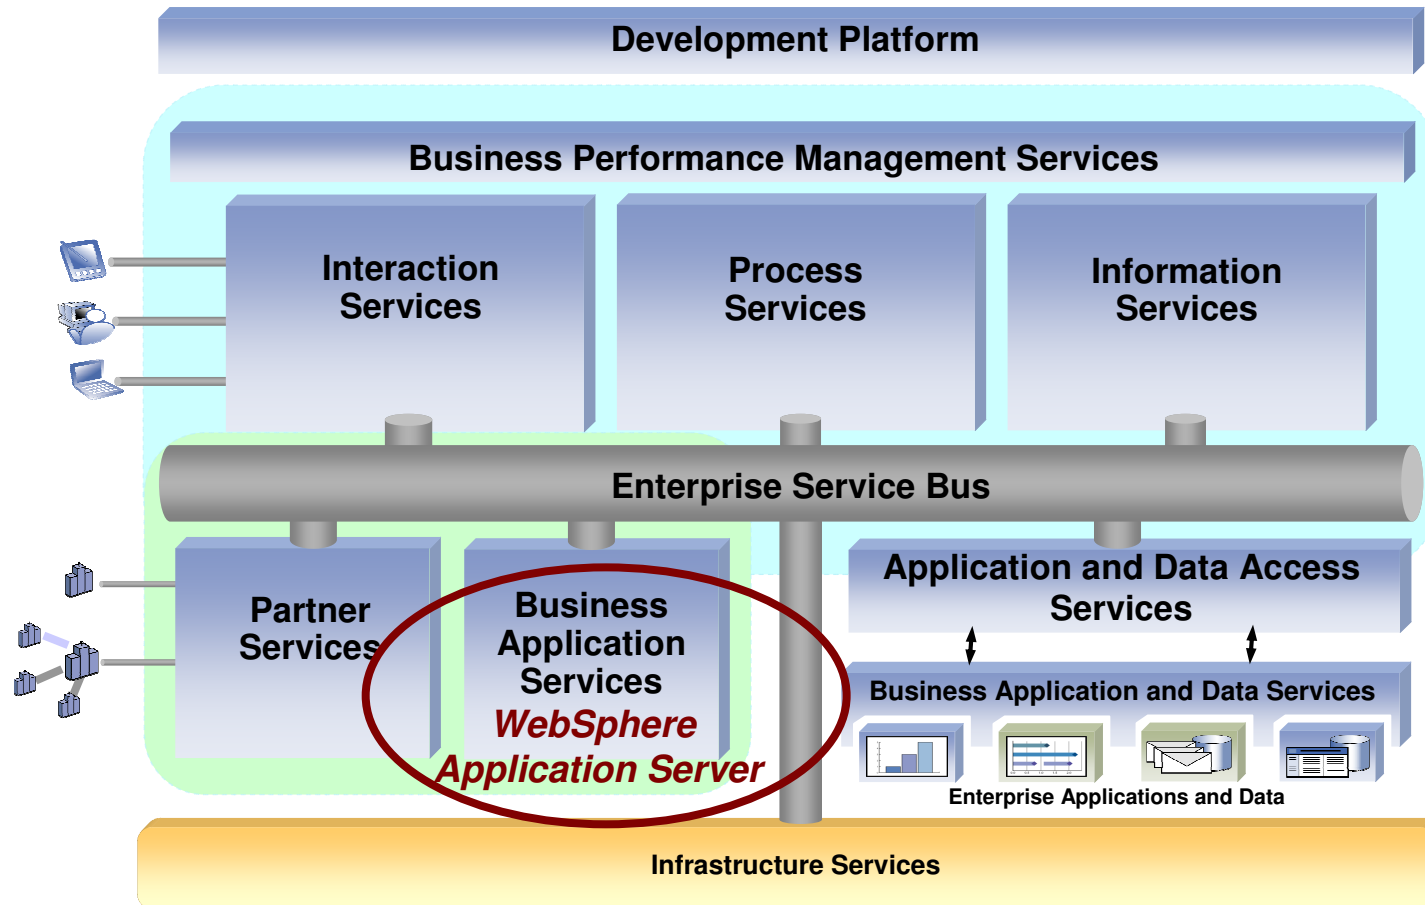 Development Platform
Business Performance Management Services
Interaction
Services
Process
Services
Information
Services
Enterprise Service Bus
Partner
Services
Business
Application
Services
WebSphere
Application Server
Application and Data Access
Services
Business Application and Data Services
Enterprise Applications and Data
Infrastructure Services